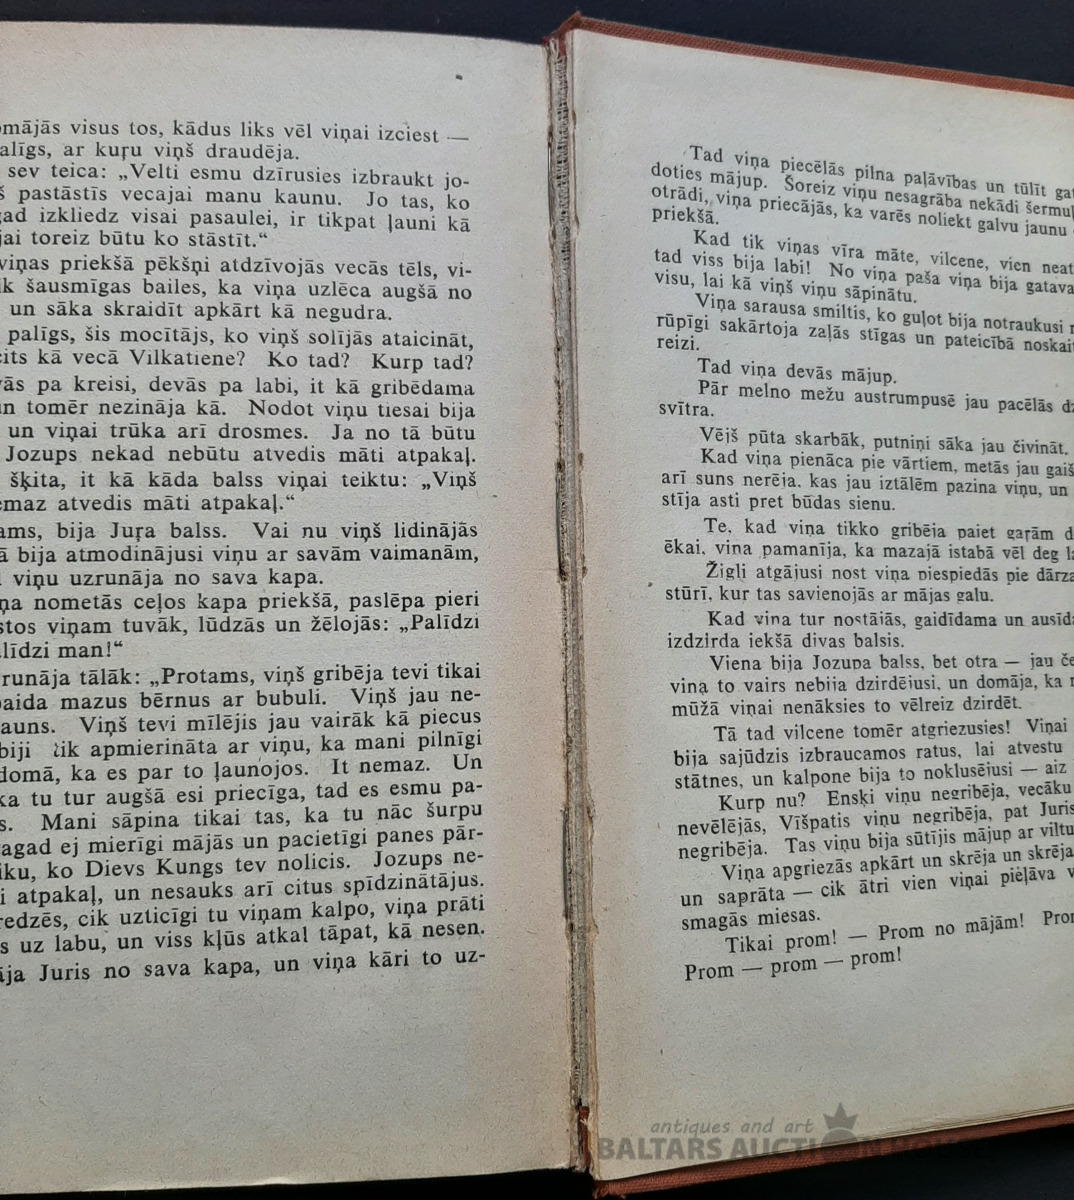 omājās visus tos, kādus liks vēl viņai izciest —
alīgs, ar kuŗu viņš draudēja.
sev teica: „Velti esmu dzīrusies izbraukt jo-
š pastāstīs vecajai manu kaunu. Jo tas, ko
gad izkliedz visai pasaulei, ir tikpat ļauni kā
jai toreiz būtu ko stāstīt.“
viņas priekšā pēkšņi atdzīvojās vecās tēls, vi-
ik šausmīgas bailes, ka viņa uzlēca augšā no
un sāka skraidīt apkārt kā negudra.
palīgs, šis mocītājs, ko viņš solījās ataicināt,
cits kā vecā Vilkatiene? Ko tad? Kurp tad?
vās pa kreisi, devās pa labi, it kā gribēdama
un tomēr nezināja kā. Nodot viņu tiesai bija
un viņai trūka arī drosmes. Ja no tā būtu
Jozups nekad nebūtu atvedis māti atpakaļ.
šķita, it kā kāda balss viņai teiktu: „Viņš
emaz atvedis māti atpakaļ.“
ams, bija Juŗa balss. Vai nu viņš lidinājās
ā bija atmodinājusi viņu ar savām vaimanām,
viņu uzrunāja no sava kapa.
ņa nometās ceļos kapa priekšā, paslēpa pieri
stos viņam tuvāk, lūdzās un žēlojās: „Palīdzi
līdzi man!“
runāja tālāk: „Protams, viņš gribēja tevi tikai
baida mazus bērnus ar bubuli. Viņš jau ne-
auns. Viņš tevi mīlējis jau vairāk kā piecus
biji tik apmierināta ar viņu, ka mani pilnīgi
domā, ka es par to ļaunojos. It nemaz. Un
ka tu tur augšā esi priecīga, tad es esmu pa-
s. Mani sāpina tikai tas, ka tu nāc šurpu
agad ej mierīgi mājās un pacietīgi panes pār-
iku, ko Dievs Kungs tev nolicis. Jozups ne-
i atpakaļ, un nesauks arī citus spīdzinātājus.
redzēs, cik uzticīgi tu viņam kalpo, viņa prāti
s uz labu, un viss kļūs atkal tāpat, kā nesen.
āja Juris no sava kapa, un viņa kāri to uz-
Tad viņa piecēlās pilna paļāvības un tūlīt gat
doties mājup. Šoreiz viņu nesagrāba nekādi šermuļ
otrādi, viņa priecājās, ka varēs noliekt galvu jaunu
priekšā.
Kad tik viņas vīra māte, vilcene, vien neat
tad viss bija labi! No viņa paša viņa bija gatava
visu, lai kā viņš viņu sāpinātu.
Viņa sarausa smiltis, ko guļot bija notraukusi n
rūpīgi sakārtoja zaļās stīgas un pateicībā noskait
reizi.
Tad viņa devās mājup.
Pār melno mežu austrumpusē jau pacēlās dz
svītra.
Vējš pūta skarbāk, putniņi sāka jau čivināt.
Kad viņa pienāca pie vārtiem, metās jau gaiš
arī suns nerēja, kas jau iztālēm pazina viņu, un
stīja asti pret būdas sienu.
Te, kad viņa tikko gribēja paiet garām d
ēkai, viņa pamanīja, ka mazajā istabā vēl deg la
Žigli atgājusi nost viņa piespiedās pie dārza
stūrī, kur tas savienojās ar mājas galu.
Kad viņa tur nostājās, gaidīdama un ausīda
izdzirda iekšā divas balsis.
Viena bija Jozupa balss, bet otra — jau če
viņa to vairs nebija dzirdējusi, un domāja, ka n
mūžā viņai nenāksies to vēlreiz dzirdēt.
Tā tad vilcene tomēr atgriezusies! Viņai
bija sajūdzis izbraucamos ratus, lai atvestu
stātnes, un kalpone bija to noklusējusi — aiz
Kurp nu? Enskï viņu negribēja, vecāku
nevēlējās, Vīšpatis viņu negribēja, pat Juris
negribēja. Tas viņu bija sūtījis mājup ar viltu
Viņa apgriezās apkārt un skrēja un skrēja
un saprāta — cik ātri vien viņai pieļāva v
smagās miesas.
Tikai prom! — Prom no mājām! Prom
Prom — prom — prom!
antiques and art
BALTARS AUCTION HOUSE